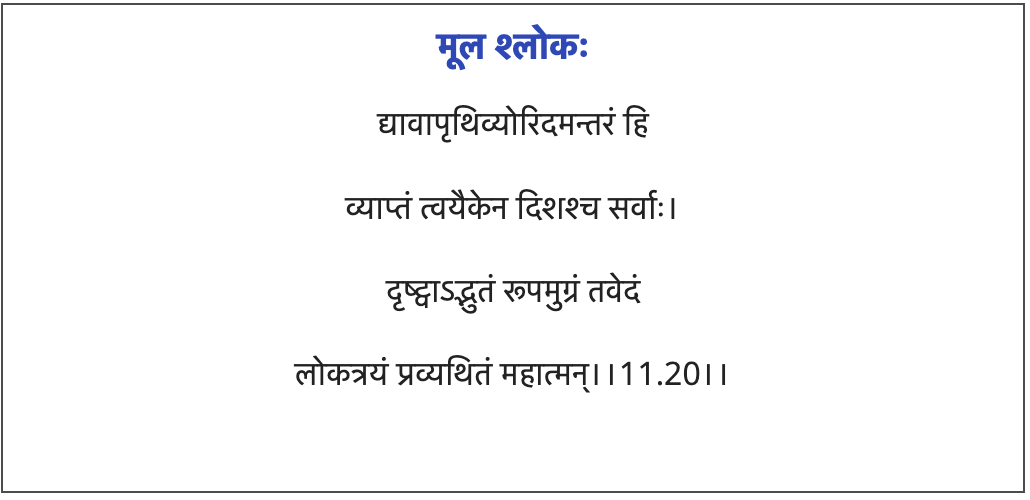 मूल श्लोकः
द्यावापृथिव्योरिदमन्तरं हि
व्याप्तं त्वयैकेन दिशश्च सर्वाः।
दृष्ट्वाऽद्भुतं रूपमुग्रं तवेदं
लोकत्रयं प्रव्यथितं महात्मन्।।11.20।।